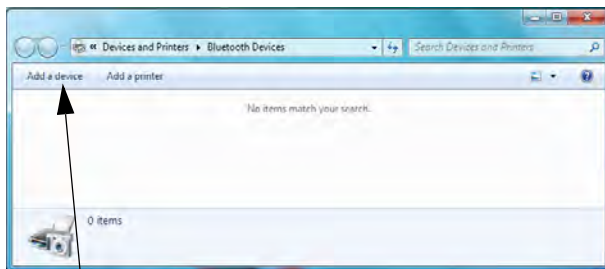 « Devices and Printers ▸ Bluetooth Devices
Search Devices and Printers
Add a device Add a printer
No items match your search.
0 items